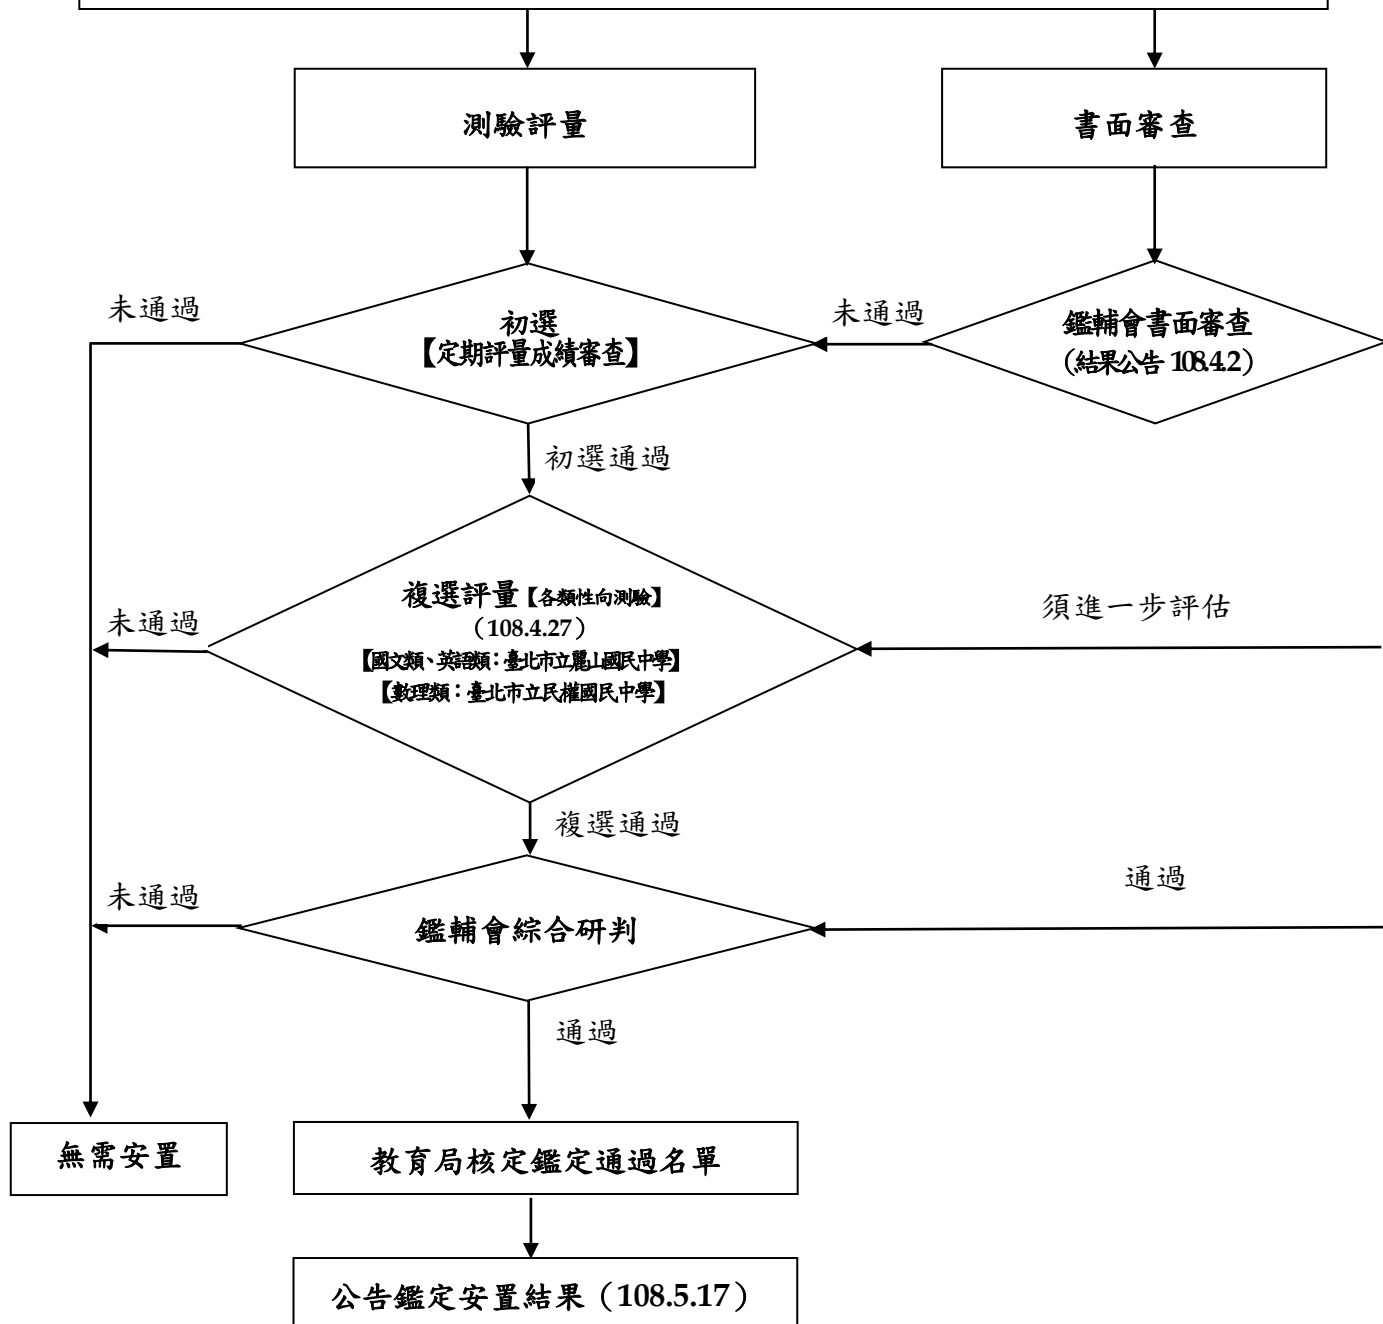 測驗評量
書面審查
未通過
初選
【定期評量成績審查】
未通過
鑑輔會書面審查
(結果公告 108.4.2)
初選通過
未通過
複選評量【各類性向測驗】
(108.4.27)
【國文類、英語類：臺北市立麗山國民中學】
【數理類：臺北市立民權國民中學】
須進一步評估
複選通過
未通過
鑑輔會綜合研判
通過
通過
無需安置
教育局核定鑑定通過名單
公告鑑定安置結果（108.5.17）